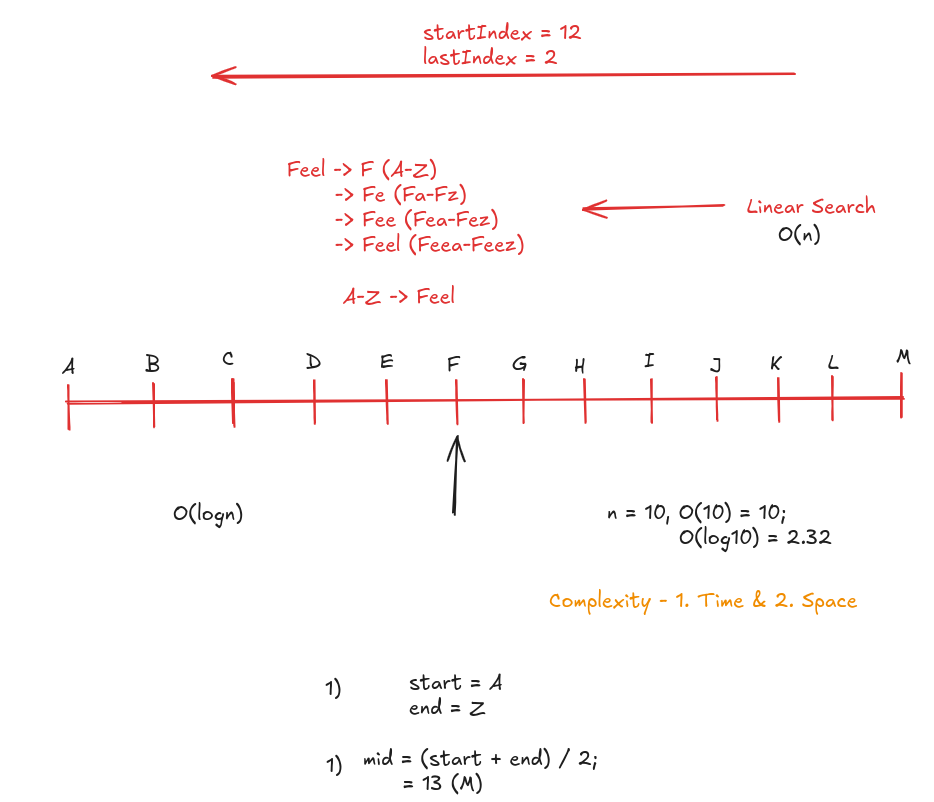 startIndex = 12
lastIndex = 2
Feel -> F (A-Z)
-> Fe (Fa-Fz)
-> Fee (Fea-Fez)
-> Feel (Feea-Feez)
Linear Search
O(n)
A-Z -> Feel
A B C D E F G H I J K L M
O(logn)
n = 10, O(10) = 10;
O(log10) = 2.32
Complexity - 1. Time & 2. Space
1) start = A
end = Z
1) mid = (start + end) / 2;
= 13 (M)